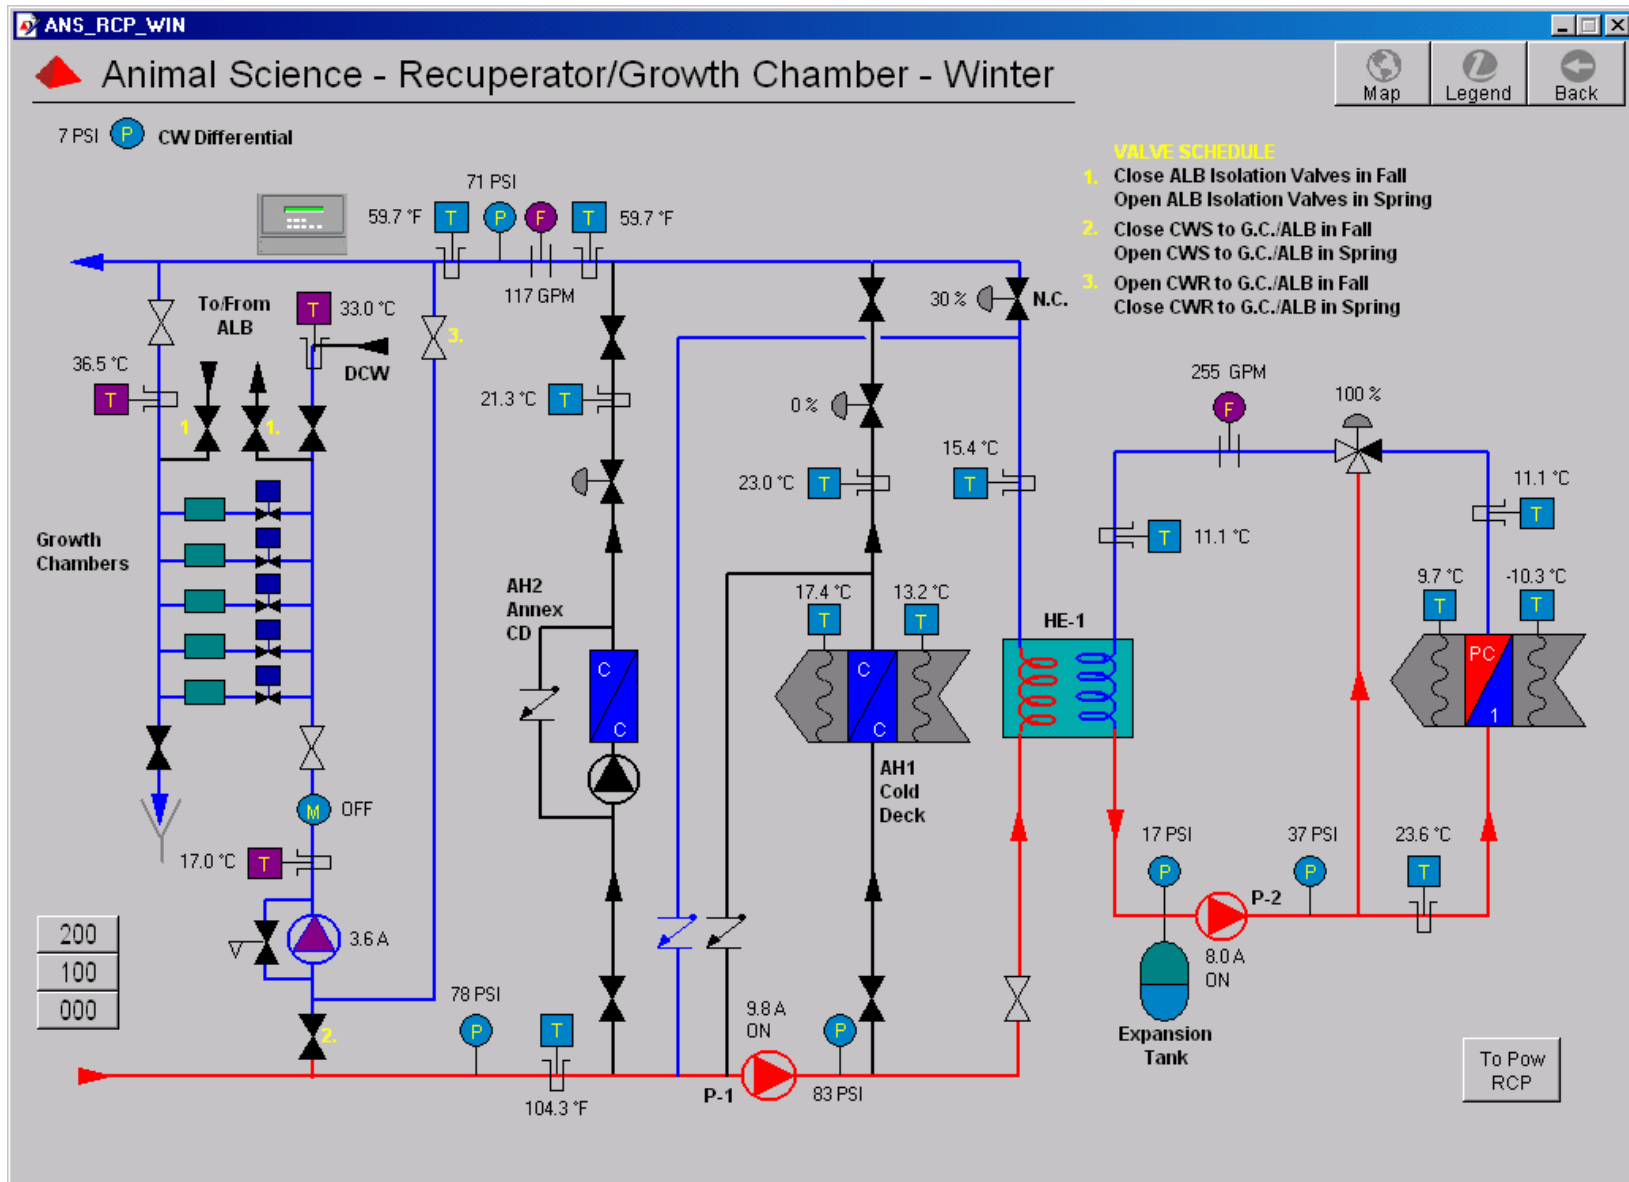 ANS_RCP_WIN
Animal Science - Recuperator/Growth Chamber - Winter
Map
Legend
Back
7 PSI
P
CW Differential
VALVE SCHEDULE
1. Close ALB Isolation Valves in Fall
Open ALB Isolation Valves in Spring
2. Close CWS to G.C./ALB in Fall
Open CWS to G.C./ALB in Spring
3. Open CWR to G.C./ALB in Fall
Close CWR to G.C./ALB in Spring
71 PSI
59.7 °F
T
P
F
T
59.7 °F
117 GPM
To/From
ALB
T
33.0 °C
DCW
3.
30 %
N.C.
36.5 °C
T
1
1.
21.3 °C
T
0 %
255 GPM
F
100 %
23.0 °C
T
15.4 °C
T
11.1 °C
T
T
11.1 °C
Growth
Chambers
AH2
Annex
CD
17.4 °C
T
13.2 °C
T
HE-1
9.7 °C
T
-10.3 °C
T
C
C
C
C
PC
1
AH1
Cold
Deck
M
OFF
17.0 °C
T
17 PSI
P
37 PSI
P
23.6 °C
T
P-2
8.0 A
ON
3.6 A
200
100
000
2.
78 PSI
P
T
104.3 °F
9.8 A
ON
P
P-1
83 PSI
Expansion
Tank
To Pow
RCP